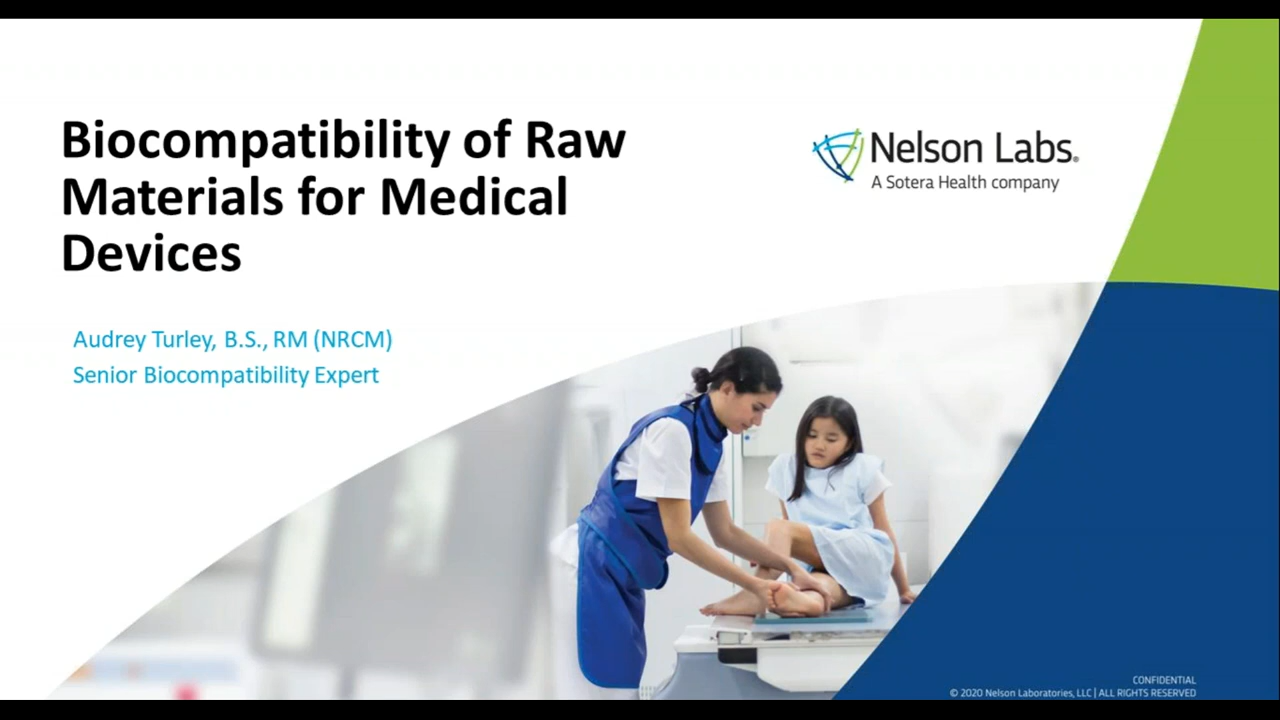 Biocompatibility of Raw
Materials for Medical
Devices
Nelson Labs®
A Sotera Health company
Audrey Turley, B.S., RM (NRCM)
Senior Biocompatibility Expert
CONFIDENTIAL
© 2020 Nelson Laboratories, LLC | ALL RIGHTS RESERVED